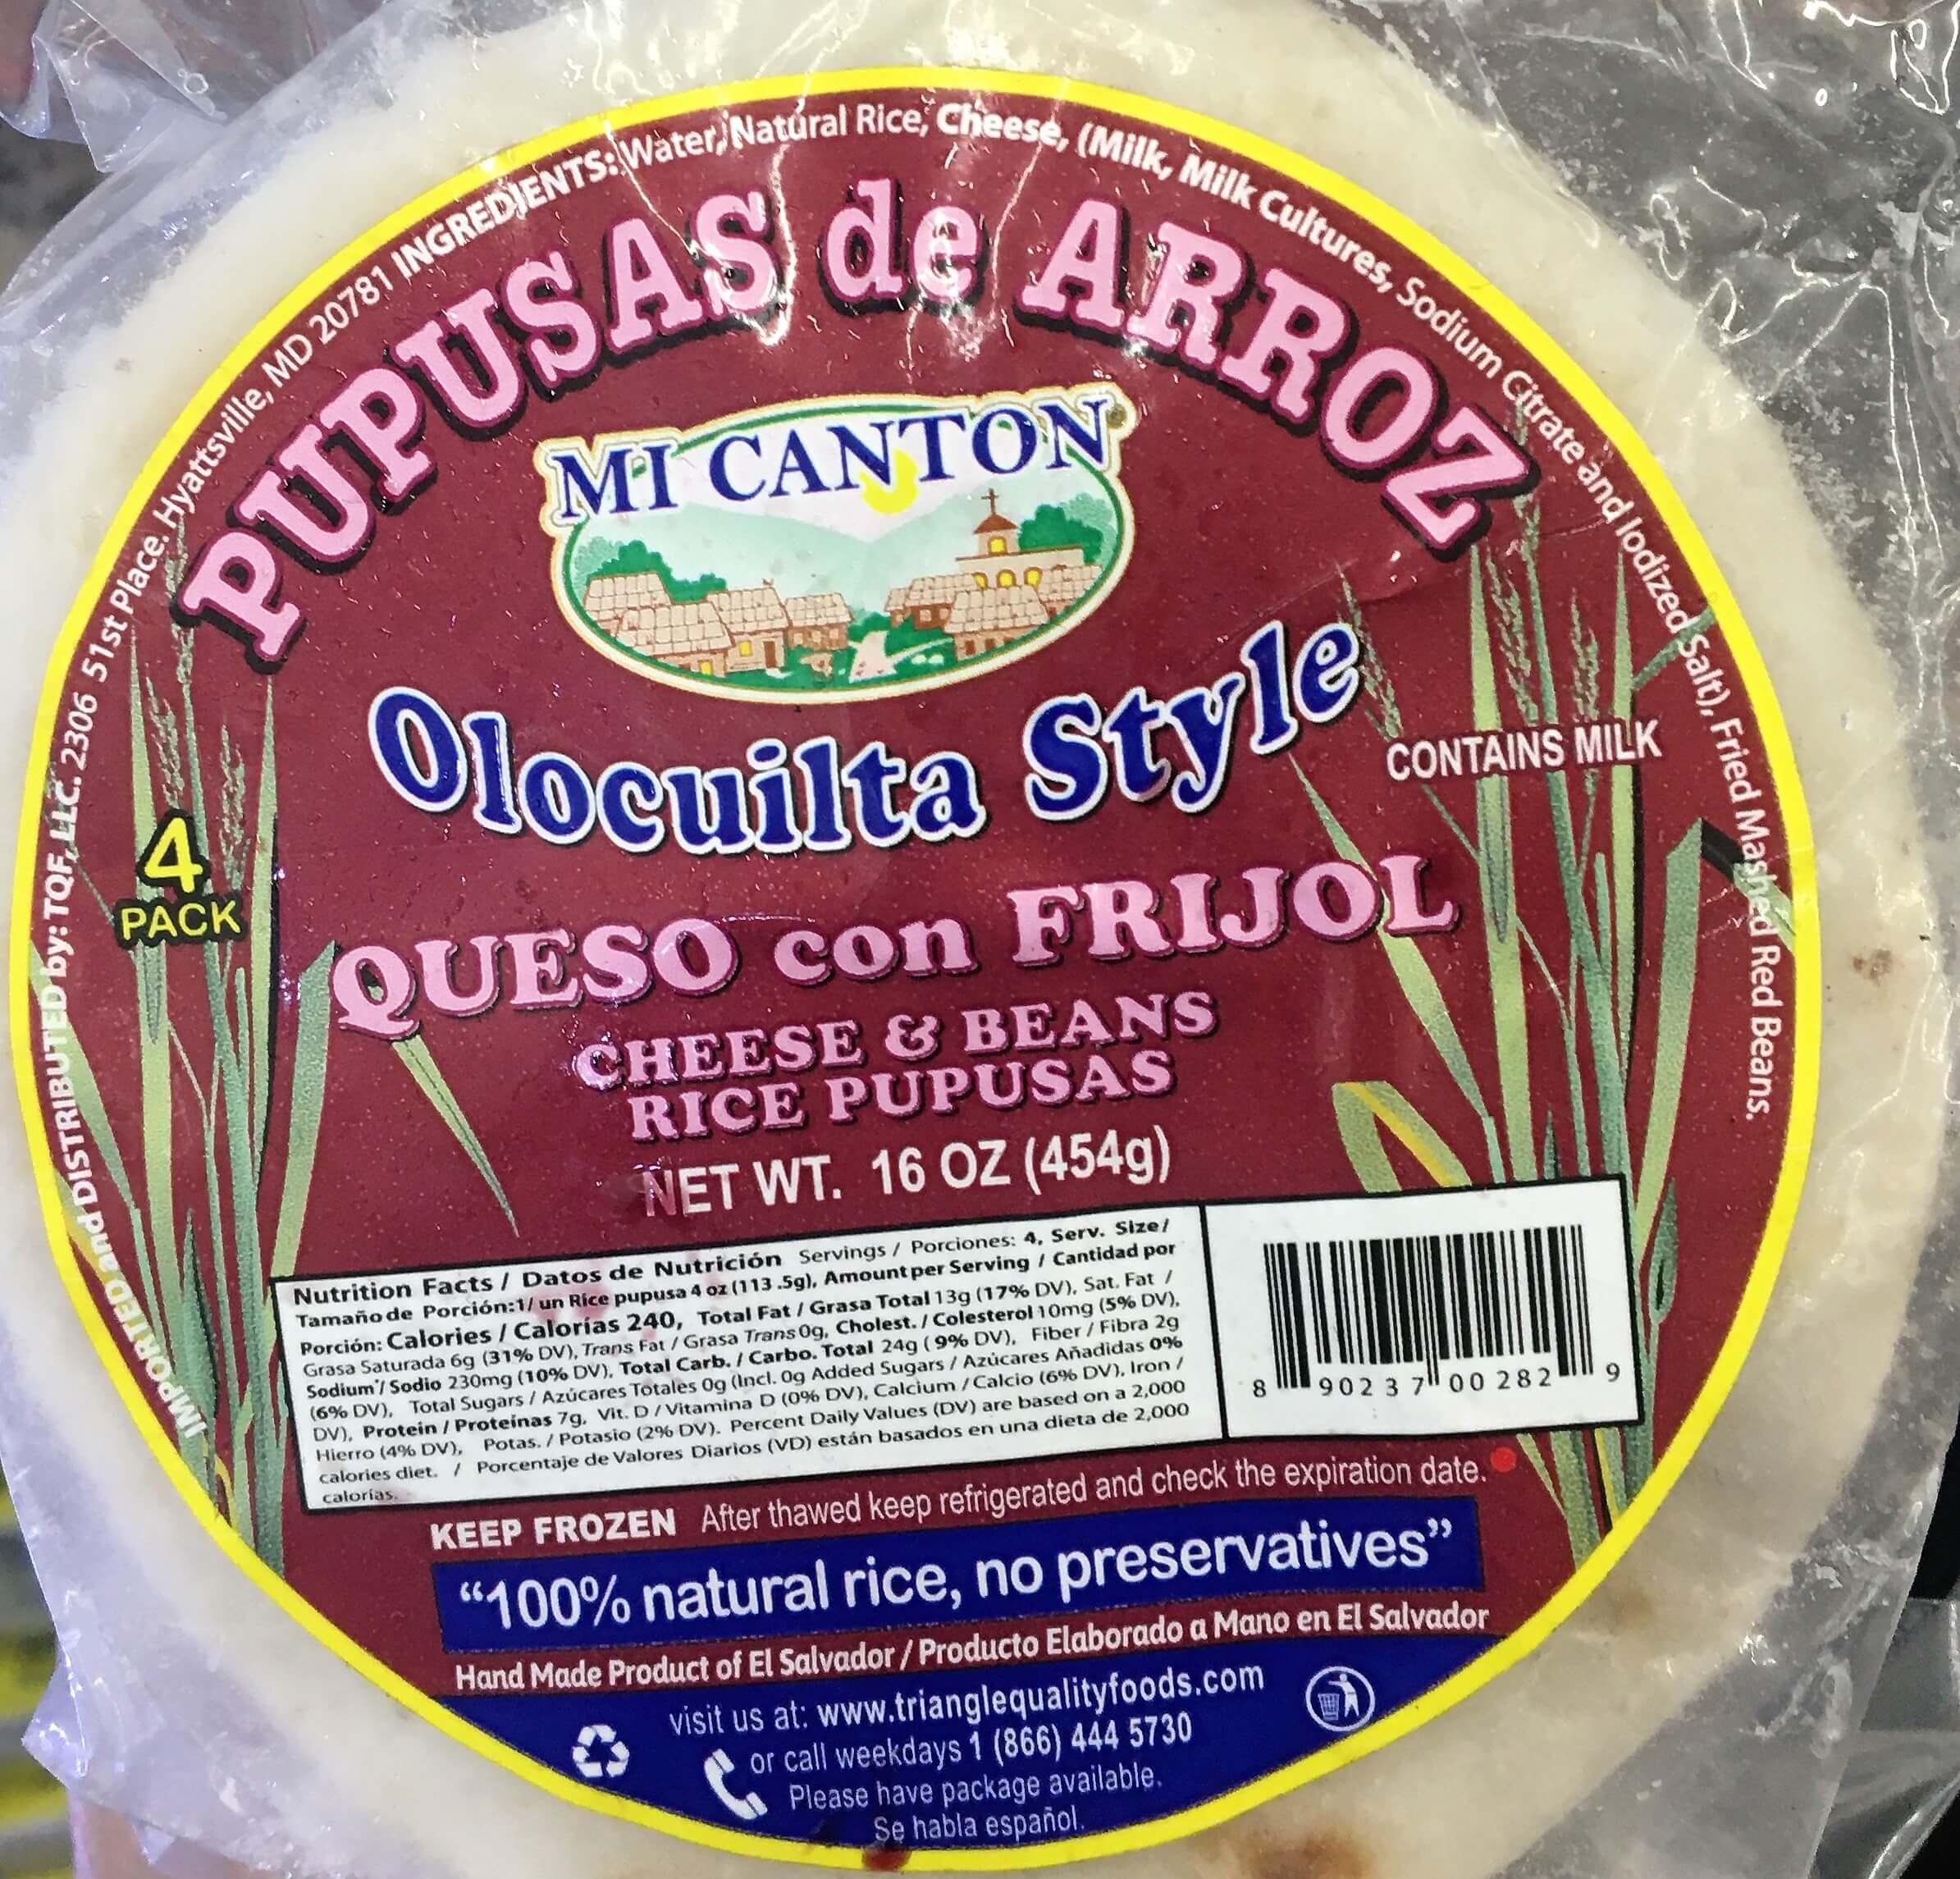 IMPORTED and DISTRIBUTED by: TQF, LLC. 2306 51st Place. Hyattsville, MD 20781 INGREDIENTS: Water, Natural Rice, Cheese, (Milk, Milk Cultures, Sodium Citrate and Iodized Salt), Fried Mashed Red Beans.
PUPUSAS de ARROZ
MI CANTON
Olocuilta Style
CONTAINS MILK
4
PACK
QUESO con FRIJOL
CHEESE & BEANS
RICE PUPUSAS
NET WT. 16 OZ (454g)
Nutrition Facts / Datos de Nutrición Servings / Porciones: 4, Serv. Size/
Tamaño de Porción:1/ un Rice pupusa 4 oz (113 .5g), Amount per Serving / Cantidad por
Porción: Calories / Calorías 240, Total Fat / Grasa Total 13g (17% DV), Sat. Fat /
Grasa Saturada 6g (31% DV), Trans Fat / Grasa Trans 0g, Cholest. / Colesterol 10mg (5% DV),
Sodium / Sodio 230mg (10% DV), Total Carb. / Carbo. Total 24g ( 9% DV), Fiber / Fibra 2g
(6% DV), Total Sugars / Azúcares Totales 0g (Incl. 0g Added Sugars / Azúcares Añadidas 0%
DV), Protein / Proteínas 7g, Vit. D / Vitamina D (0% DV), Calcium / Calcio (6% DV), Iron /
Hierro (4% DV), Potas. / Potasio (2% DV). Percent Daily Values (DV) are based on a 2,000
calories diet. / Porcentaje de Valores Diarios (VD) están basados en una dieta de 2,000
calorías.
8 90237 00282 9
KEEP FROZEN After thawed keep refrigerated and check the expiration date.
“100% natural rice, no preservatives”
Hand Made Product of El Salvador / Producto Elaborado a Mano en El Salvador
visit us at: www.trianglequalityfoods.com
or call weekdays 1 (866) 444 5730
Please have package available.
Se habla español.